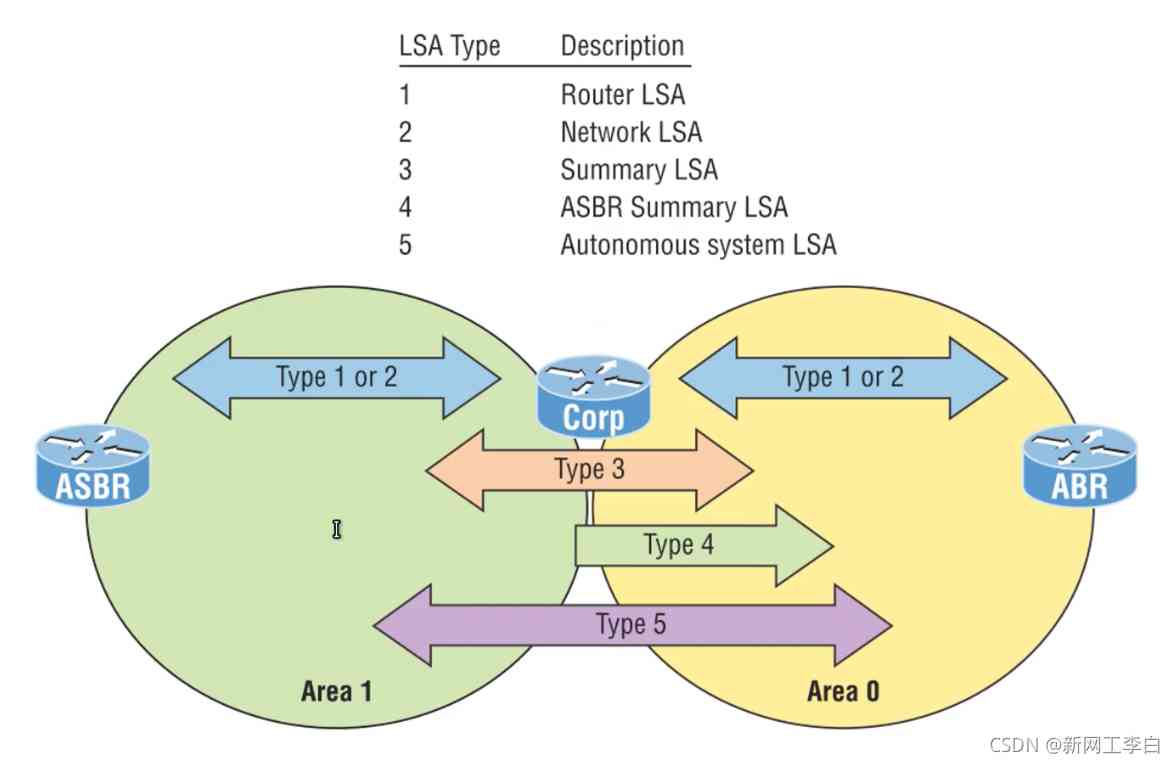 LSA Type Description
1 Router LSA
2 Network LSA
3 Summary LSA
4 ASBR Summary LSA
5 Autonomous system LSA
Type 1 or 2 Type 1 or 2
Corp
ASBR ABR
Type 3
Type 4
Type 5
Area 1 Area 0
CSDN @新网工李白